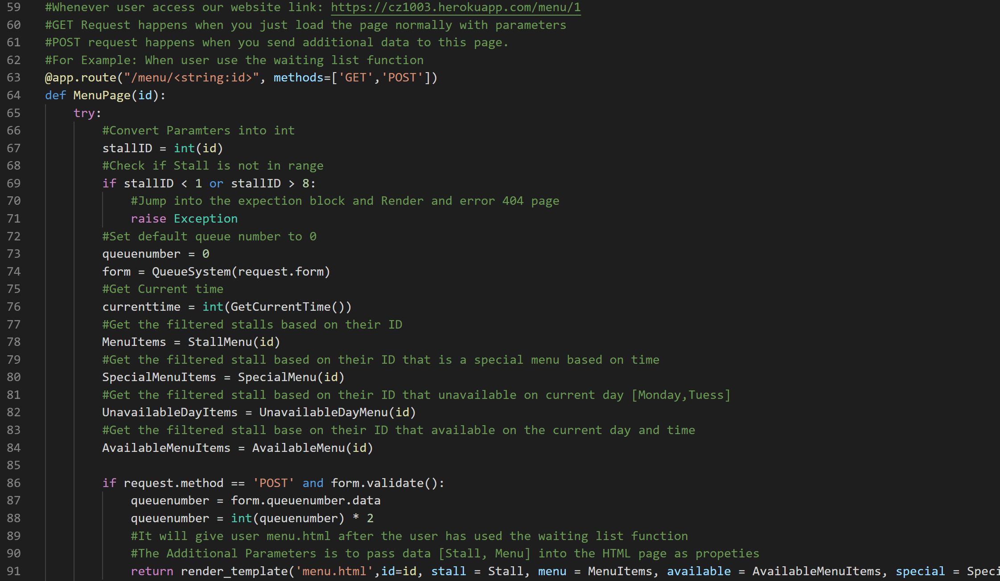 59 #Whenever user access our website link: https://cz1003.herokuapp.com/menu/1
60 #GET Request happens when you just load the page normally with parameters
61 #POST request happens when you send additional data to this page.
62 #For Example: When user use the waiting list function
63 @app.route("/menu/<string:id>", methods=['GET','POST'])
64 def MenuPage(id):
65     try:
66         #Convert Paramters into int
67         stallID = int(id)
68         #Check if Stall is not in range
69         if stallID < 1 or stallID > 8:
70             #Jump into the expection block and Render and error 404 page
71             raise Exception
72         #Set default queue number to 0
73         queuenumber = 0
74         form = QueueSystem(request.form)
75         #Get Current time
76         currenttime = int(GetCurrentTime())
77         #Get the filtered stalls based on their ID
78         MenuItems = StallMenu(id)
79         #Get the filtered stall based on their ID that is a special menu based on time
80         SpecialMenuItems = SpecialMenu(id)
81         #Get the filtered stall based on their ID that unavailable on current day [Monday,Tuess]
82         UnavailableDayItems = UnavailableDayMenu(id)
83         #Get the filtered stall base on their ID that available on the current day and time
84         AvailableMenuItems = AvailableMenu(id)
85
86         if request.method == 'POST' and form.validate():
87             queuenumber = form.queuenumber.data
88             queuenumber = int(queuenumber) * 2
89             #It will give user menu.html after the user has used the waiting list function
90             #The Additional Parameters is to pass data [Stall, Menu] into the HTML page as propeties
91             return render_template('menu.html',id=id, stall = Stall, menu = MenuItems, available = AvailableMenuItems, special = Speci